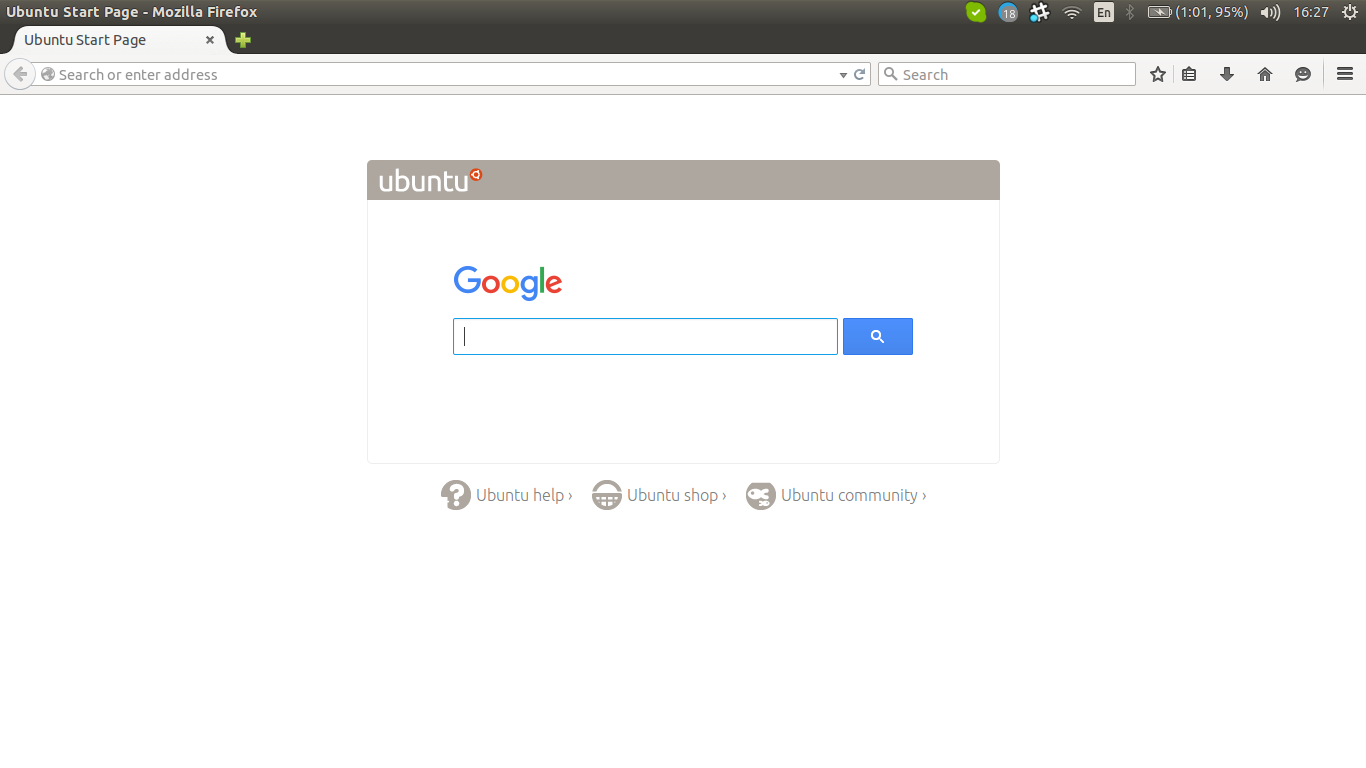 Ubuntu Start Page - Mozilla Firefox
18
En
(1:01, 95%)
16:27
Ubuntu Start Page
Search or enter address
Search
ubuntu
Google
Ubuntu help ›
Ubuntu shop ›
Ubuntu community ›